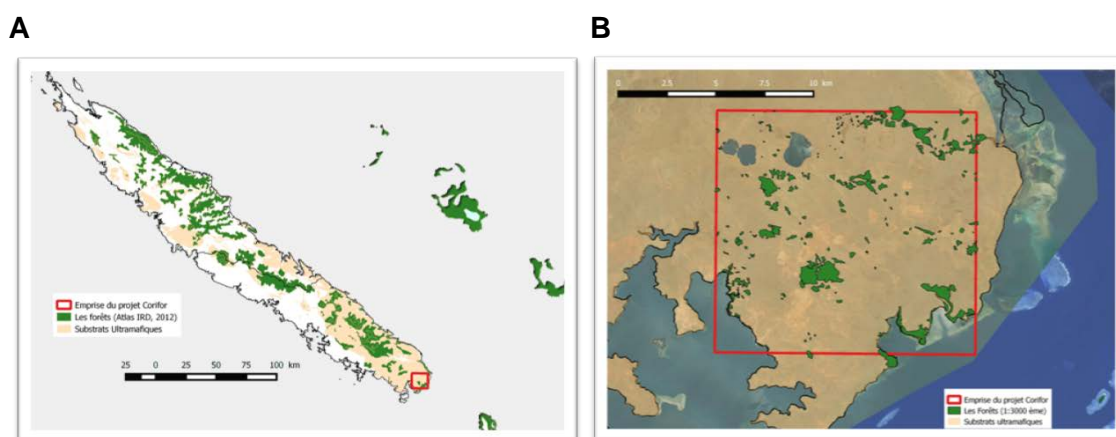 A
B
Emprise du projet Corifor
Les forêts (Atlas IRD, 2012)
Substrats Ultramafiques
25 0 25 50 75 100 km
0 2.5 5 7.5 10 km
Emprise du projet Corifor
Les Forêts (1:3000 ème)
Substrats ultramafiques